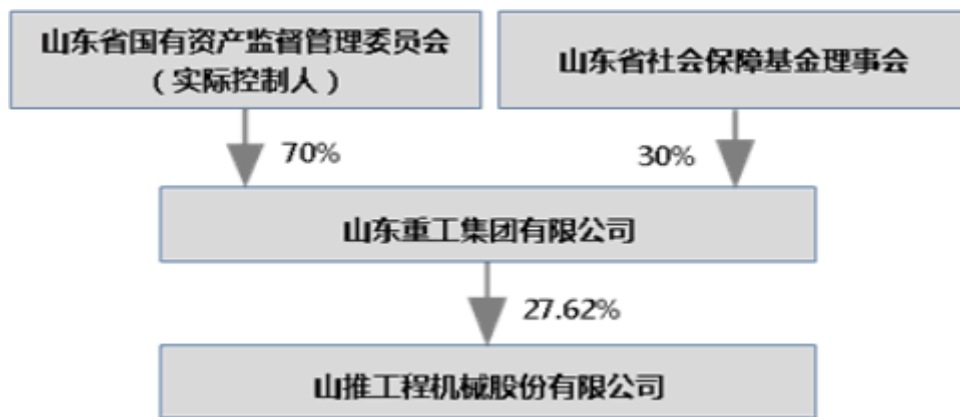 山东省国有资产监督管理委员会
（实际控制人）
山东省社会保障基金理事会
70%
30%
山东重工集团有限公司
27.62%
山推工程机械股份有限公司